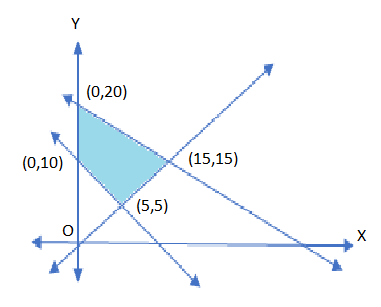 Y
(0,20)
(0,10)
(15,15)
(5,5)
O
X